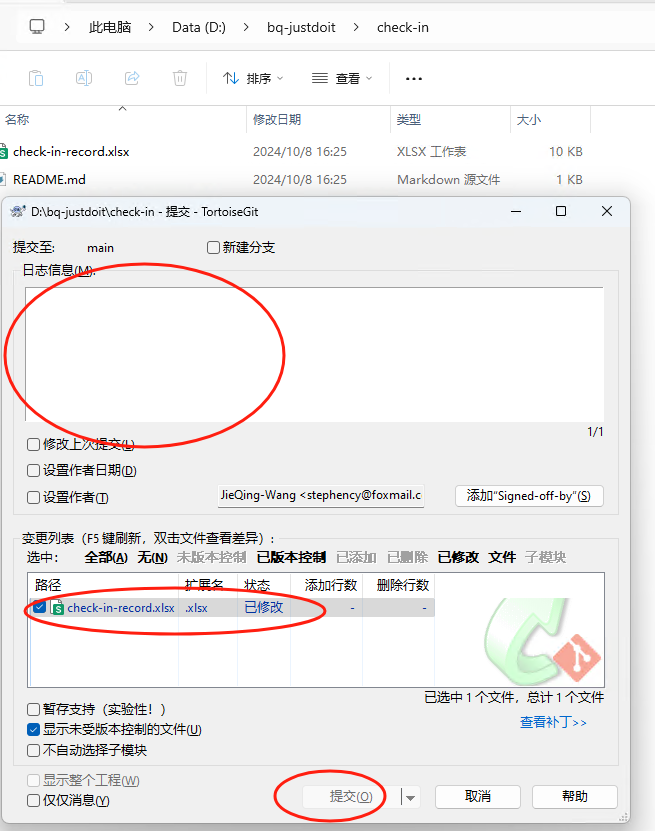 此电脑 > Data (D:) > bq-justdoit > check-in
排序 查看 ...
名称 修改日期 类型 大小
check-in-record.xlsx 2024/10/8 16:25 XLSX 工作表 10 KB
README.md 2024/10/8 16:25 Markdown 源文件 1 KB
D:\bq-justdoit\check-in - 提交 - TortoiseGit
提交至: main 新建分支
日志信息(M):
1/1
修改上次提交(L)
设置作者日期(D)
设置作者(T) JieQing-Wang <stephency@foxmail.c 添加"Signed-off-by"(S)
变更列表（F5 键刷新，双击文件查看差异）:
选中: 全部(A) 无(N) 未版本控制 已版本控制 已添加 已删除 已修改 文件 子模块
路径 扩展名 状态 添加行数 删除行数
check-in-record.xlsx .xlsx 已修改 - -
已选中 1 个文件，总计 1 个文件
暂存支持（实验性！）
查看补丁>>
显示未受版本控制的文件(U)
不自动选择子模块
显示整个工程(W)
仅仅消息(Y)
提交(O) 取消 帮助